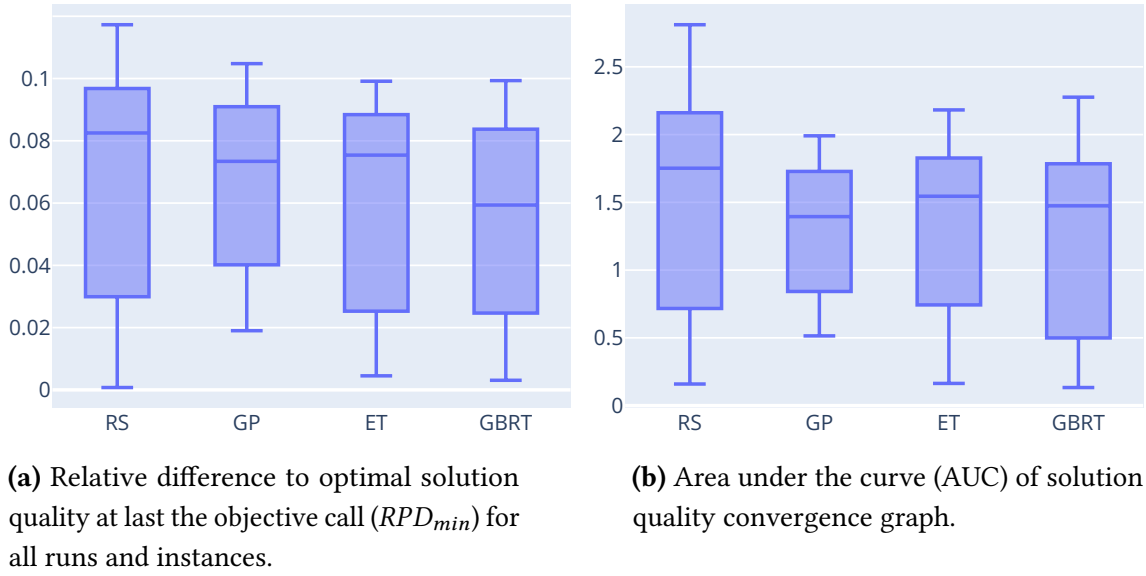 0.1
0.08
0.06
0.04
0.02
0
RS GP ET GBRT
2.5
2
1.5
1
0.5
0
RS GP ET GBRT
(a) Relative difference to optimal solution
quality at last the objective call (RPD_min) for
all runs and instances.
(b) Area under the curve (AUC) of solution
quality convergence graph.